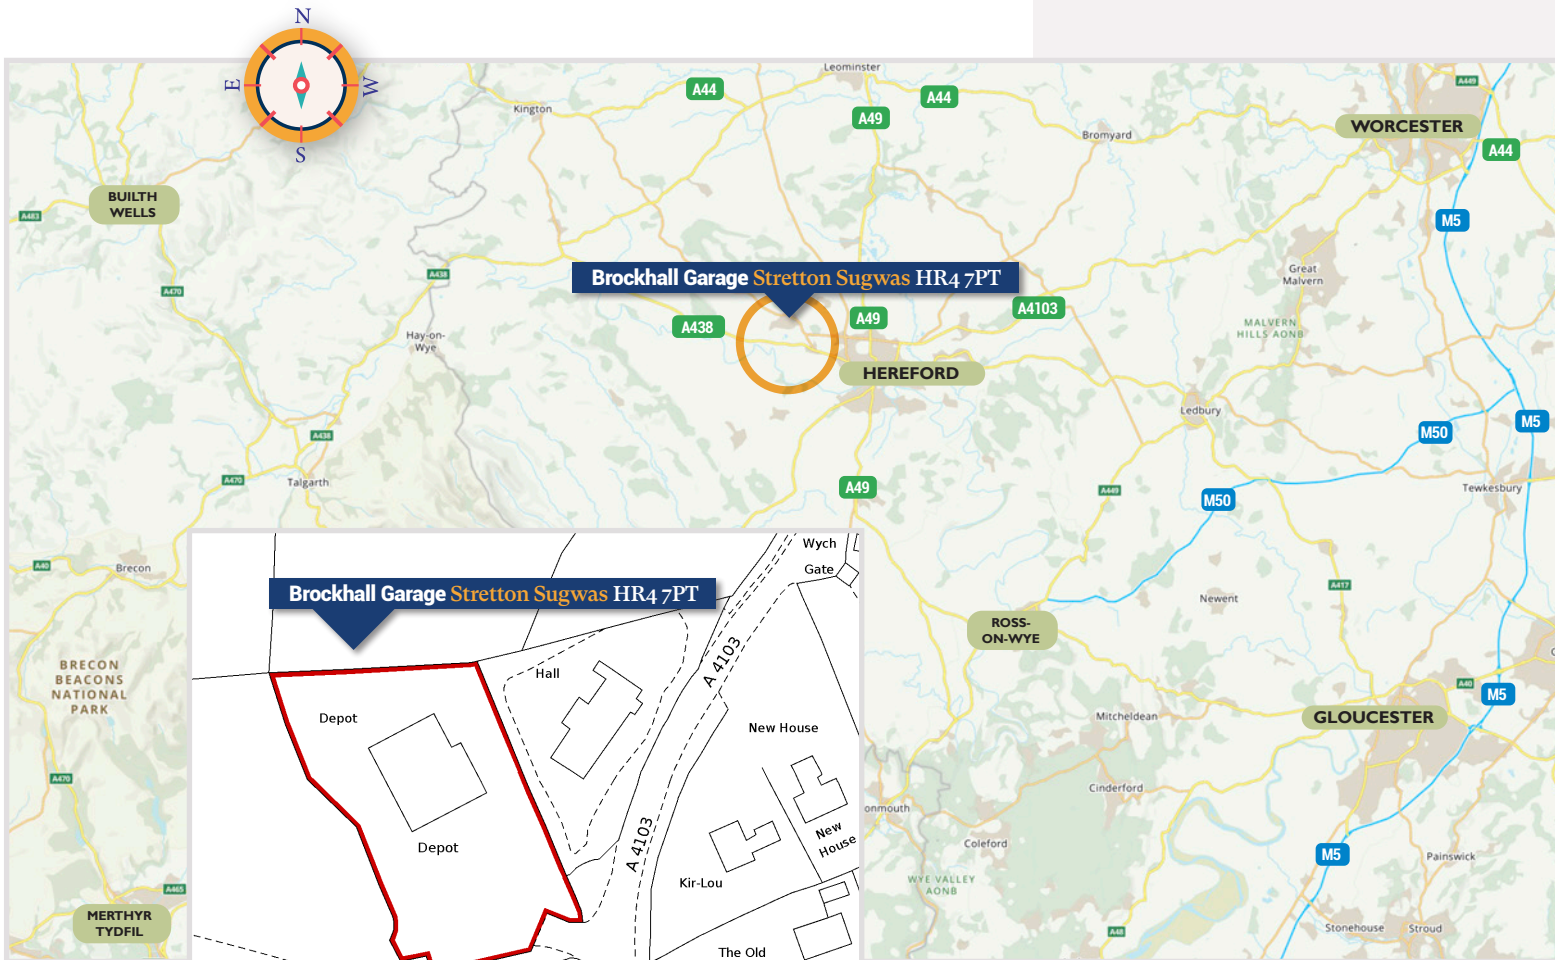 N
E
W
S
Leominster
A449
Kington
A44
A44
A49
Bromyard
WORCESTER
A44
BUILTH
WELLS
A483
M5
A438
A470
Brockhall Garage Stretton Sugwas HR4 7PT
Great
Malvern
A438
A49
A4103
MALVERN
HILLS AONB
Hay-on-
Wye
HEREFORD
Ledbury
M50
M5
A438
A470
Talgarth
A49
A449
M50
Tewkesbury
A40
Brecon
A417
Newent
ROSS-
ON-WYE
BRECON
BEACONS
NATIONAL
PARK
A40
M5
Mitcheldean
GLOUCESTER
A470
Cinderford
onmouth
Coleford
M5
Painswick
WYE VALLEY
AONB
A465
MERTHYR
TYDFIL
A48
Stonehouse
Stroud
Wych
Gate
Brockhall Garage Stretton Sugwas HR4 7PT
A 4103
Hall
Depot
New House
Depot
A 4103
New
House
Kir-Lou
The Old